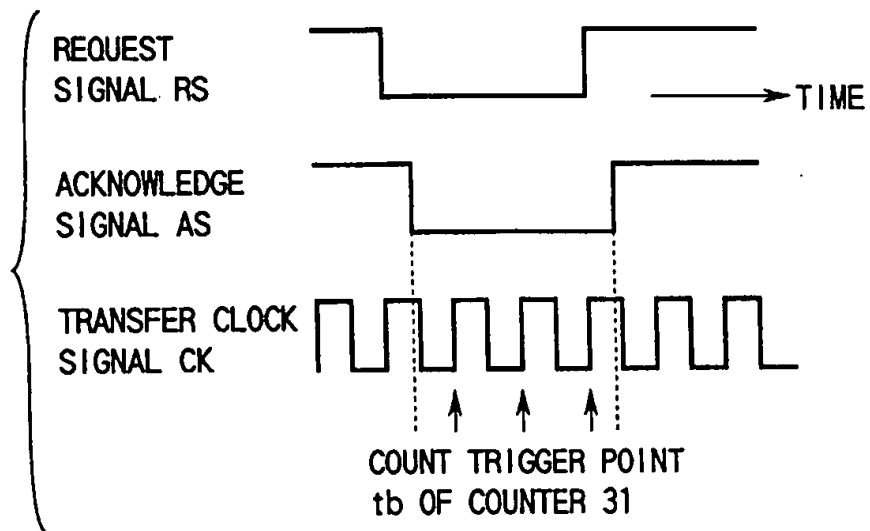 REQUEST
SIGNAL RS
TIME
ACKNOWLEDGE
SIGNAL AS
TRANSFER CLOCK
SIGNAL CK
COUNT TRIGGER POINT
tb OF COUNTER 31